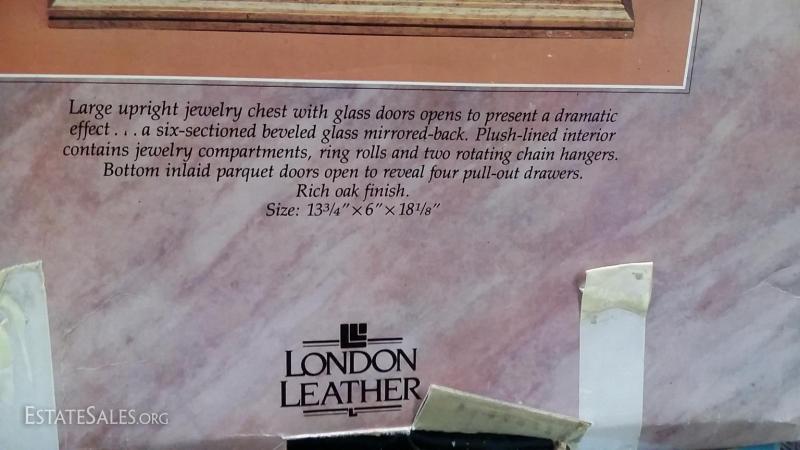 Large upright jewelry chest with glass doors opens to present a dramatic
effect . . . a six-sectioned beveled glass mirrored-back. Plush-lined interior
contains jewelry compartments, ring rolls and two rotating chain hangers.
Bottom inlaid parquet doors open to reveal four pull-out drawers.
Rich oak finish.
Size: 13¾″×6″×18⅛″
LONDON
LEATHER
L
ESTATESALES.ORG